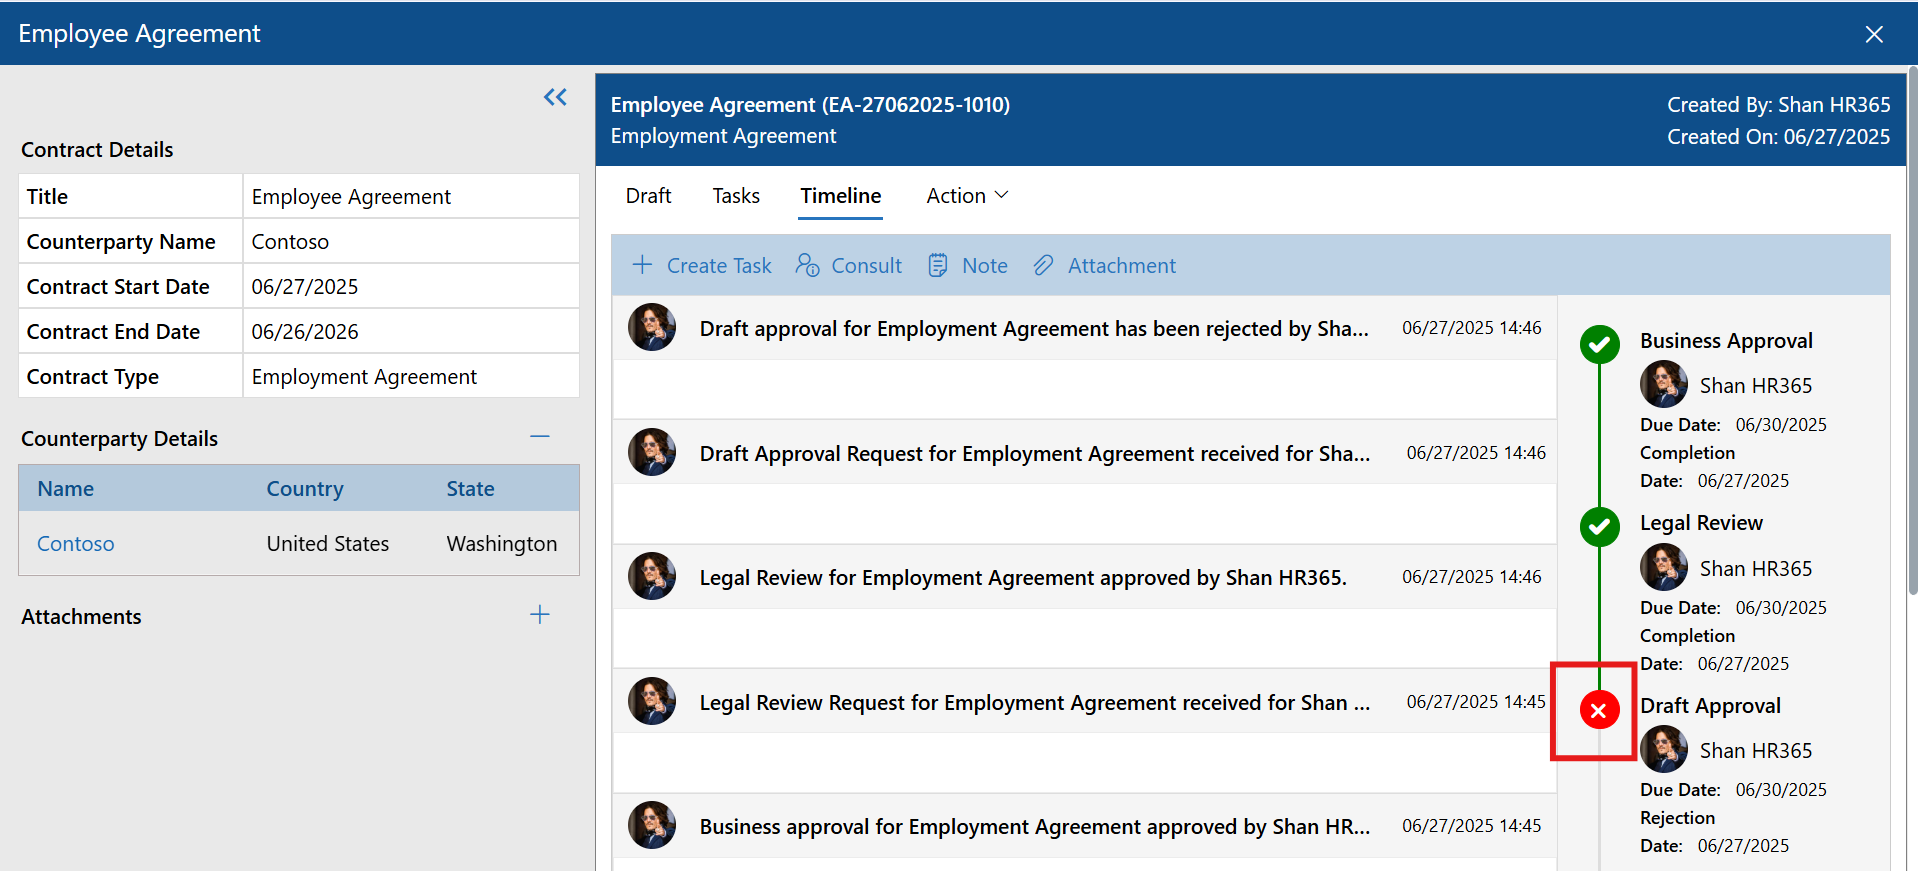 Employee Agreement
Contract Details
Title Employee Agreement
Counterparty Name Contoso
Contract Start Date 06/27/2025
Contract End Date 06/26/2026
Contract Type Employment Agreement
Counterparty Details
Name Country State
Contoso United States Washington
Attachments
Employee Agreement (EA-27062025-1010)
Employment Agreement
Created By: Shan HR365
Created On: 06/27/2025
Draft Tasks Timeline Action
Create Task Consult Note Attachment
Draft approval for Employment Agreement has been rejected by Sha... 06/27/2025 14:46
Draft Approval Request for Employment Agreement received for Sha... 06/27/2025 14:46
Legal Review for Employment Agreement approved by Shan HR365. 06/27/2025 14:46
Legal Review Request for Employment Agreement received for Shan ... 06/27/2025 14:45
Business approval for Employment Agreement approved by Shan HR... 06/27/2025 14:45
Business Approval
Shan HR365
Due Date: 06/30/2025
Completion
Date: 06/27/2025
Legal Review
Shan HR365
Due Date: 06/30/2025
Completion
Date: 06/27/2025
Draft Approval
Shan HR365
Due Date: 06/30/2025
Rejection
Date: 06/27/2025